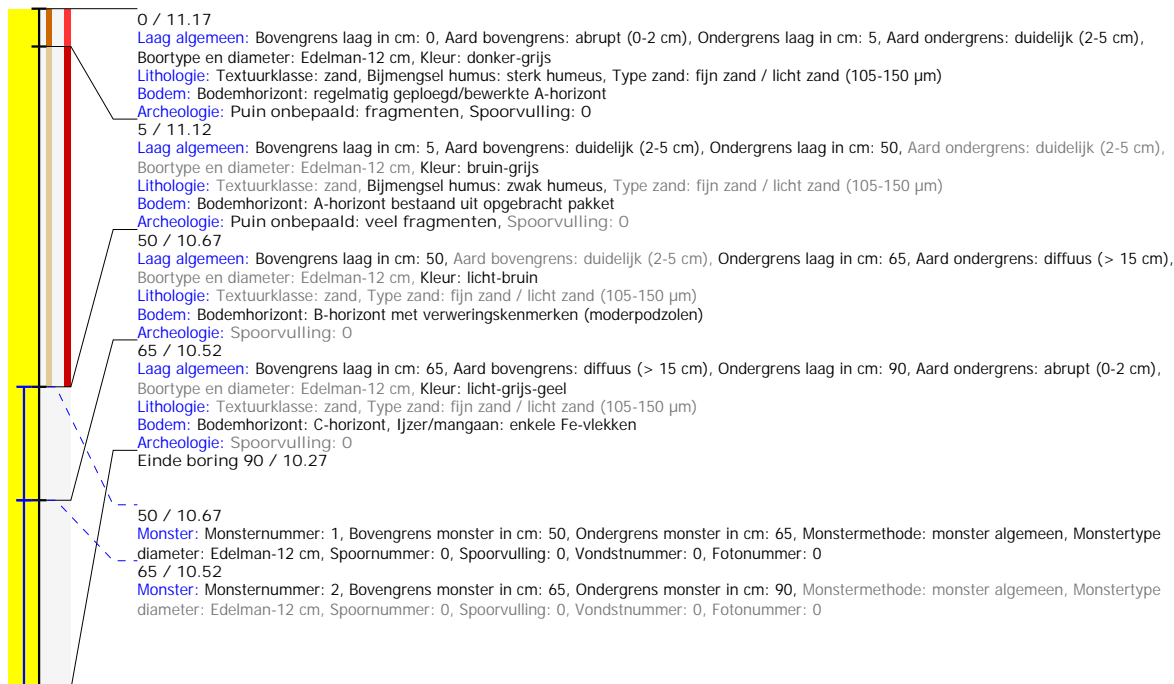 0 / 11.17
Laag algemeen: Bovengrens laag in cm: 0, Aard bovengrens: abrupt (0-2 cm), Ondergrens laag in cm: 5, Aard ondergrens: duidelijk (2-5 cm),
Boortype en diameter: Edelman-12 cm, Kleur: donker-grijs
Lithologie: Textuurklasse: zand, Bijmengsel humus: sterk humeus, Type zand: fijn zand / licht zand (105-150 µm)
Bodem: Bodemhorizont: regelmatig geploegd/bewerkte A-horizont
Archeologie: Puin onbepaald: fragmenten, Spoorvulling: 0
5 / 11.12
Laag algemeen: Bovengrens laag in cm: 5, Aard bovengrens: duidelijk (2-5 cm), Ondergrens laag in cm: 50, Aard ondergrens: duidelijk (2-5 cm),
Boortype en diameter: Edelman-12 cm, Kleur: bruin-grijs
Lithologie: Textuurklasse: zand, Bijmengsel humus: zwak humeus, Type zand: fijn zand / licht zand (105-150 µm)
Bodem: Bodemhorizont: A-horizont bestaand uit opgebracht pakket
Archeologie: Puin onbepaald: veel fragmenten, Spoorvulling: 0
50 / 10.67
Laag algemeen: Bovengrens laag in cm: 50, Aard bovengrens: duidelijk (2-5 cm), Ondergrens laag in cm: 65, Aard ondergrens: diffuus (> 15 cm),
Boortype en diameter: Edelman-12 cm, Kleur: licht-bruin
Lithologie: Textuurklasse: zand, Type zand: fijn zand / licht zand (105-150 µm)
Bodem: Bodemhorizont: B-horizont met verweringskenmerken (moderpodzolen)
Archeologie: Spoorvulling: 0
65 / 10.52
Laag algemeen: Bovengrens laag in cm: 65, Aard bovengrens: diffuus (> 15 cm), Ondergrens laag in cm: 90, Aard ondergrens: abrupt (0-2 cm),
Boortype en diameter: Edelman-12 cm, Kleur: licht-grijs-geel
Lithologie: Textuurklasse: zand, Type zand: fijn zand / licht zand (105-150 µm)
Bodem: Bodemhorizont: C-horizont, Ijzer/mangaan: enkele Fe-vlekken
Archeologie: Spoorvulling: 0
Einde boring 90 / 10.27
50 / 10.67
Monster: Monsternummer: 1, Bovengrens monster in cm: 50, Ondergrens monster in cm: 65, Monstermethode: monster algemeen, Monstertype
diameter: Edelman-12 cm, Spoornummer: 0, Spoorvulling: 0, Vondstnummer: 0, Fotonummer: 0
65 / 10.52
Monster: Monsternummer: 2, Bovengrens monster in cm: 65, Ondergrens monster in cm: 90, Monstermethode: monster algemeen, Monstertype
diameter: Edelman-12 cm, Spoornummer: 0, Spoorvulling: 0, Vondstnummer: 0, Fotonummer: 0